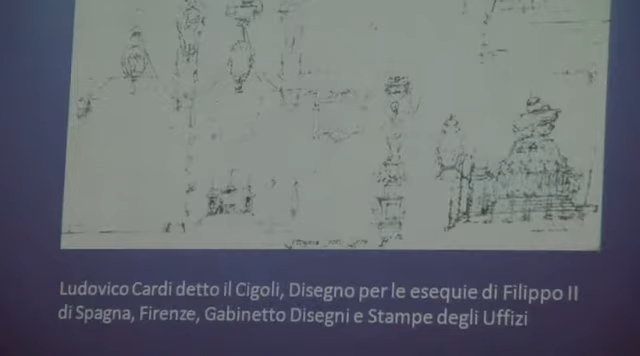 Ludovico Cardi detto il Cigoli, Disegno per le esequie di Filippo II
di Spagna, Firenze, Gabinetto Disegni e Stampe degli Uffizi